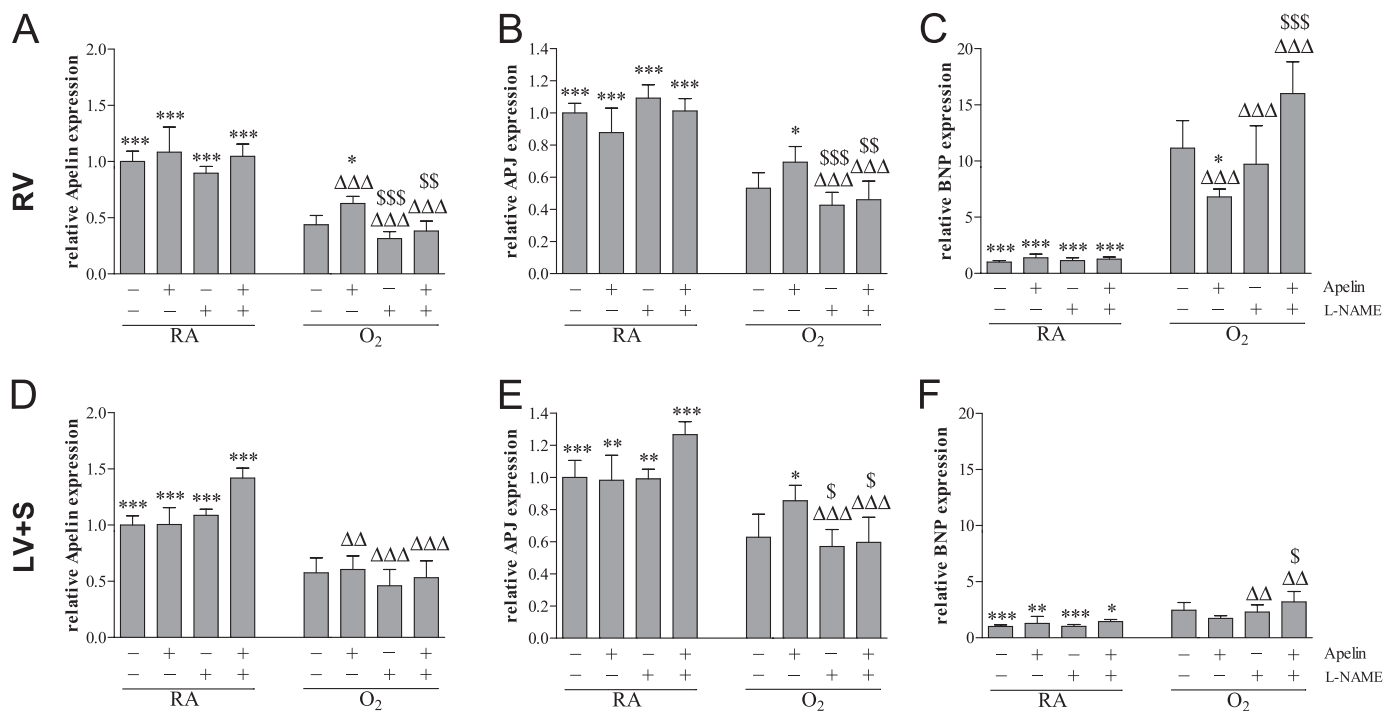 A
RV
relative Apelin expression
2.0
1.5
1.0
0.5
0.0
*** *** *** ***
* ΔΔΔ
$$$ ΔΔΔ
$$ ΔΔΔ
− + − +
− − + +
RA O2
B
relative APJ expression
1.4
1.2
1.0
0.8
0.6
0.4
0.2
0.0
*** *** *** ***
*
$$$ ΔΔΔ
$$ ΔΔΔ
− + − +
− − + +
RA O2
C
relative BNP expression
20
15
10
5
0
*** *** *** ***
* ΔΔΔ
ΔΔΔ
$$$ ΔΔΔ
− + − + Apelin
− − + + L-NAME
RA O2
D
LV+S
relative Apelin expression
2.0
1.5
1.0
0.5
0.0
*** *** *** ***
ΔΔ ΔΔΔ ΔΔΔ
− + − +
− − + +
RA O2
E
relative APJ expression
1.4
1.2
1.0
0.8
0.6
0.4
0.2
0.0
*** ** ** ***
*
$ ΔΔΔ
$ ΔΔΔ
− + − +
− − + +
RA O2
F
relative BNP expression
20
15
10
5
0
*** ** *** *
ΔΔ
$ ΔΔ
− + − + Apelin
− − + + L-NAME
RA O2